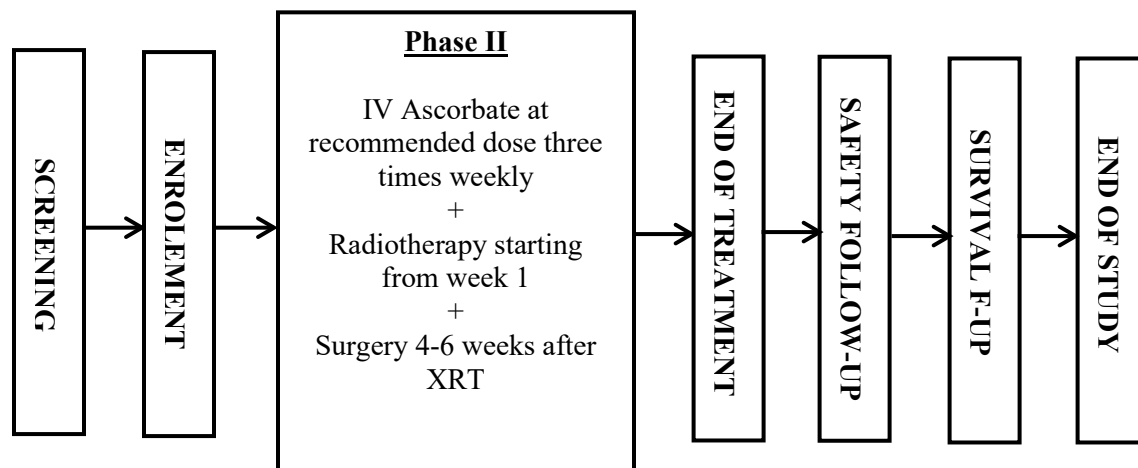 SCREENING
ENROLEMENT
Phase II
IV Ascorbate at
recommended dose three
times weekly
+
Radiotherapy starting
from week 1
+
Surgery 4-6 weeks after
XRT
END OF TREATMENT
SAFETY FOLLOW-UP
SURVIVAL F-UP
END OF STUDY